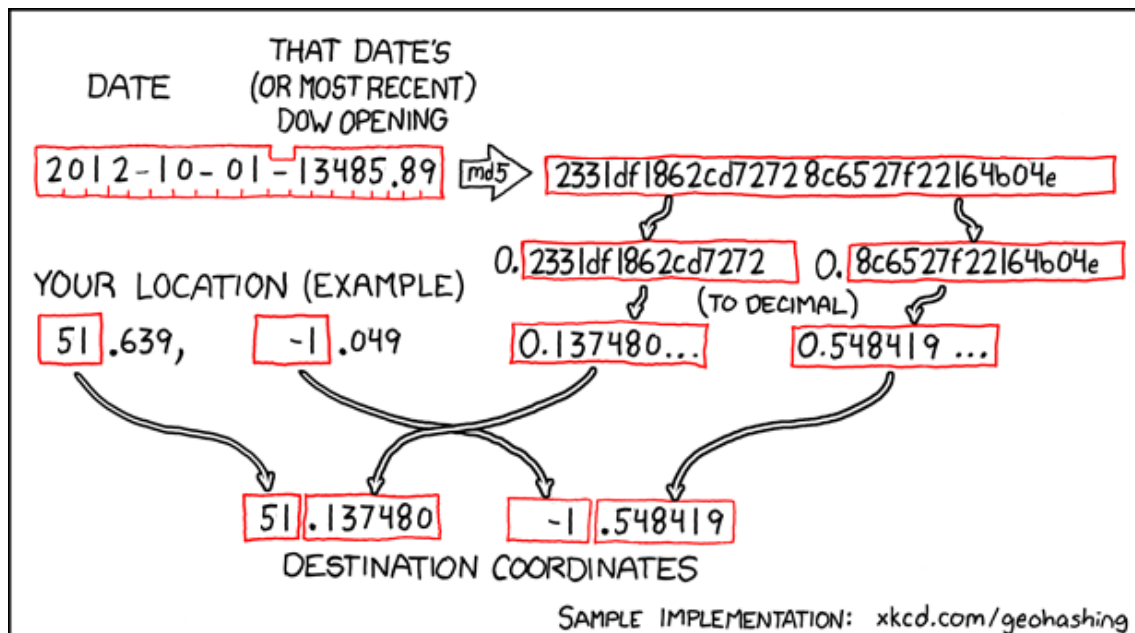 DATE
THAT DATE'S
(OR MOST RECENT)
DOW OPENING
2012-10-01-13485.89
md5
2331df1862cd72728c6527f22164b04e
0.2331df1862cd7272
0.8c6527f22164b04e
YOUR LOCATION (EXAMPLE)
(TO DECIMAL)
51.639, -1.049
0.137480...
0.548419...
51.137480
-1.548419
DESTINATION COORDINATES
SAMPLE IMPLEMENTATION: xkcd.com/geohashing